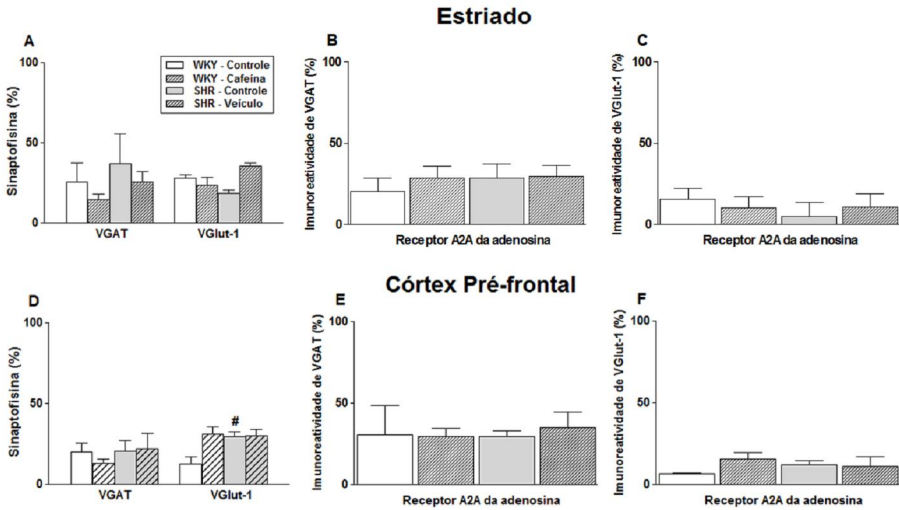 Estriado
A
Sinaptofisina (%)
100
50
0
WKY - Controle
WKY - Cafeína
SHR - Controle
SHR - Veículo
VGAT
VGlut-1
B
Imunoreatividade de VGAT (%)
100
50
0
Receptor A2A da adenosina
C
Imunoreatividade de VGlut-1 (%)
100
50
0
Receptor A2A da adenosina
Córtex Pré-frontal
D
Sinaptofisina (%)
100
50
0
#
VGAT
VGlut-1
E
Imunoreatividade de VGAT (%)
100
50
0
Receptor A2A da adenosina
F
Imunoreatividade de VGlut-1 (%)
100
50
0
Receptor A2A da adenosina